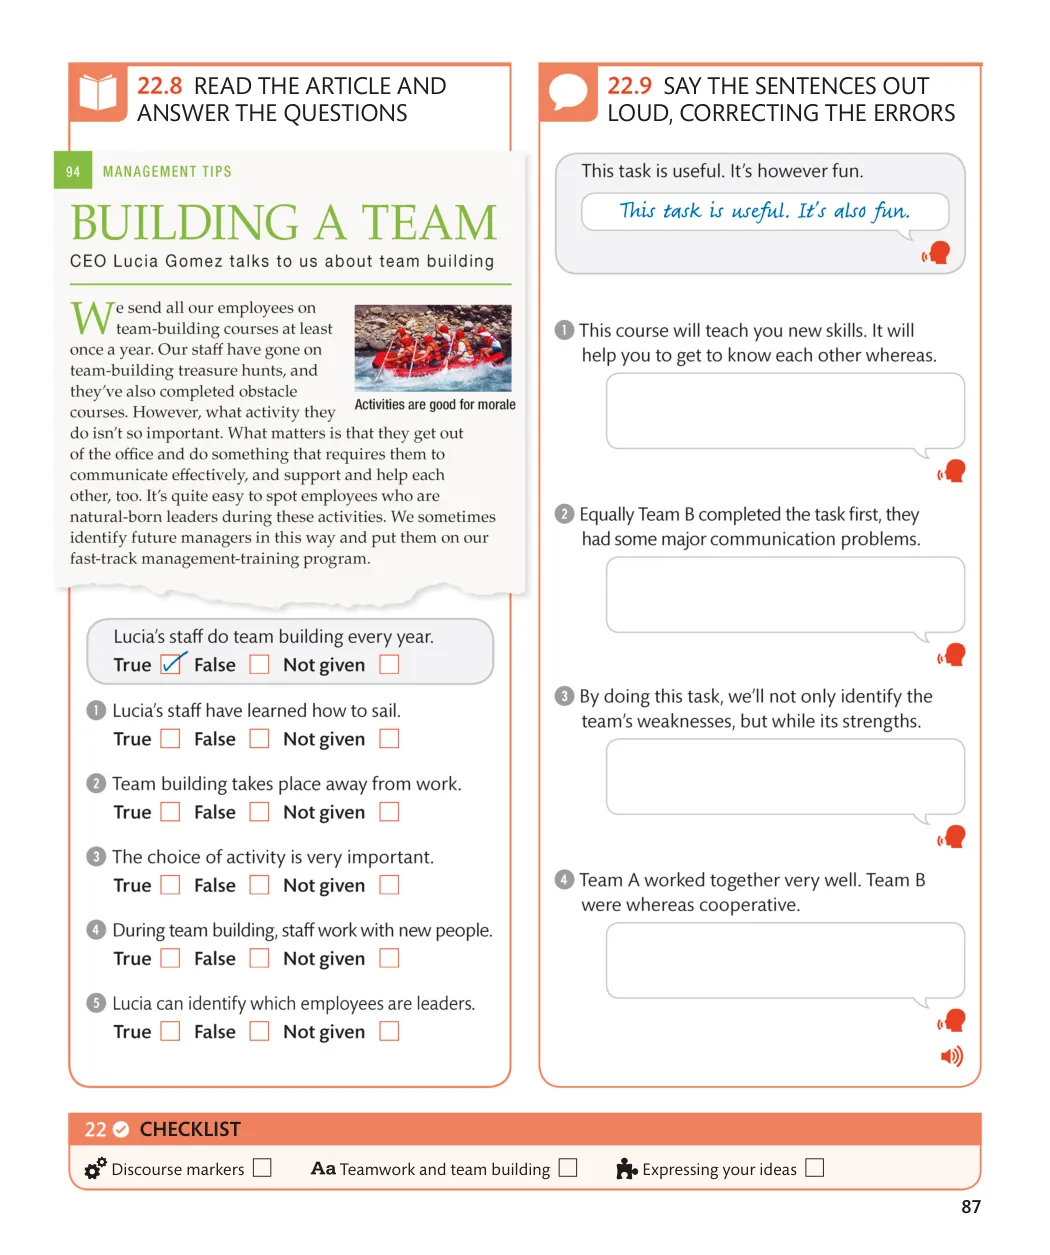 22.8 READ THE ARTICLE AND
ANSWER THE QUESTIONS
94 MANAGEMENT TIPS
BUILDING A TEAM
CEO Lucia Gomez talks to us about team building
We send all our employees on
team-building courses at least
once a year. Our staff have gone on
team-building treasure hunts, and
they've also completed obstacle
courses. However, what activity they
do isn't so important. What matters is that they get out
of the office and do something that requires them to
communicate effectively, and support and help each
other, too. It's quite easy to spot employees who are
natural-born leaders during these activities. We sometimes
identify future managers in this way and put them on our
fast-track management-training program.
Activities are good for morale
Lucia's staff do team building every year.
True False Not given
1 Lucia's staff have learned how to sail.
True False Not given
2 Team building takes place away from work.
True False Not given
3 The choice of activity is very important.
True False Not given
4 During team building, staff work with new people.
True False Not given
5 Lucia can identify which employees are leaders.
True False Not given
22.9 SAY THE SENTENCES OUT
LOUD, CORRECTING THE ERRORS
This task is useful. It's however fun.
This task is useful. It's also fun.
1 This course will teach you new skills. It will
help you to get to know each other whereas.
2 Equally Team B completed the task first, they
had some major communication problems.
3 By doing this task, we'll not only identify the
team's weaknesses, but while its strengths.
4 Team A worked together very well. Team B
were whereas cooperative.
22 CHECKLIST
Discourse markers Aa Teamwork and team building Expressing your ideas
87